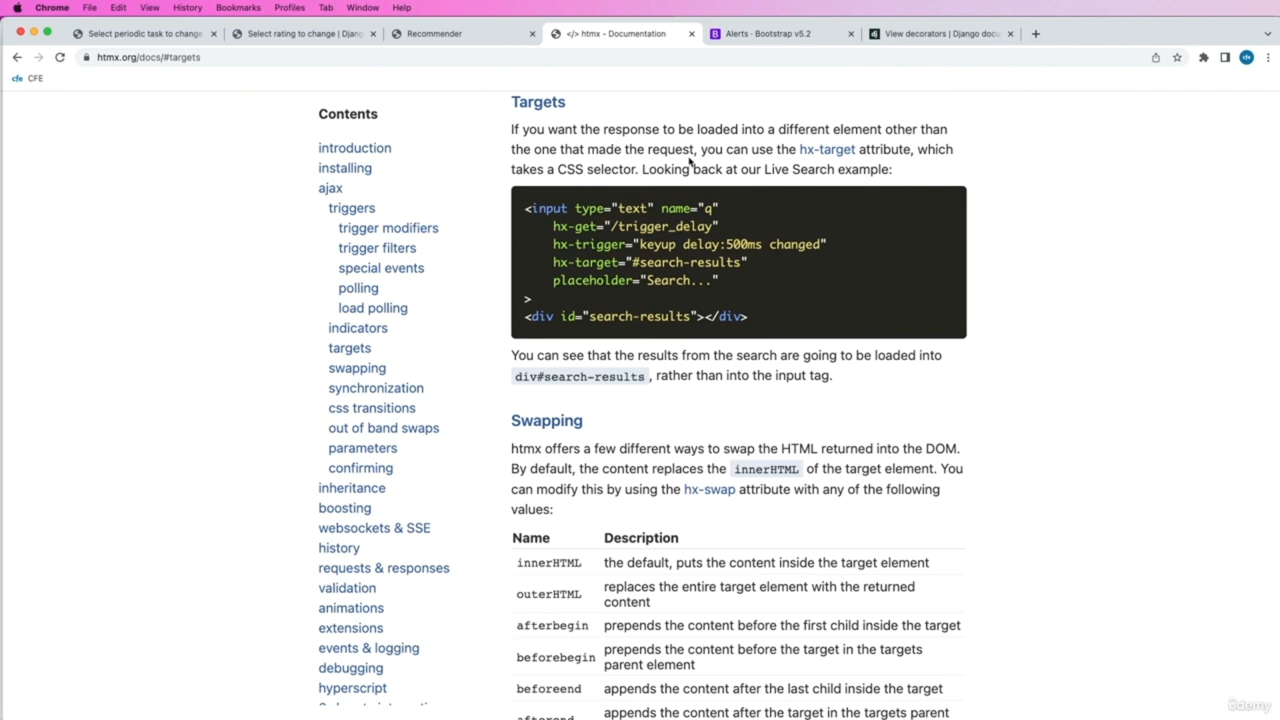 Chrome File Edit View History Bookmarks Profiles Tab Window Help
Select periodic task to change
Select rating to change | Djang
Recommender
</> htmx - Documentation
Alerts · Bootstrap v5.2
View decorators | Django docu
htmx.org/docs/#targets
cfe CFE
Contents
introduction
installing
ajax
triggers
trigger modifiers
trigger filters
special events
polling
load polling
indicators
targets
swapping
synchronization
css transitions
out of band swaps
parameters
confirming
inheritance
boosting
websockets & SSE
history
requests & responses
validation
animations
extensions
events & logging
debugging
hyperscript
Targets
If you want the response to be loaded into a different element other than
the one that made the request, you can use the hx-target attribute, which
takes a CSS selector. Looking back at our Live Search example:
<input type="text" name="q"
hx-get="/trigger_delay"
hx-trigger="keyup delay:500ms changed"
hx-target="#search-results"
placeholder="Search..."
>
<div id="search-results"></div>
You can see that the results from the search are going to be loaded into
div#search-results , rather than into the input tag.
Swapping
htmx offers a few different ways to swap the HTML returned into the DOM.
By default, the content replaces the innerHTML of the target element. You
can modify this by using the hx-swap attribute with any of the following
values:
Name Description
innerHTML the default, puts the content inside the target element
outerHTML replaces the entire target element with the returned
content
afterbegin prepends the content before the first child inside the target
beforebegin prepends the content before the target in the targets
parent element
beforeend appends the content after the last child inside the target
afterend appends the content after the target in the targets parent
ûdemy